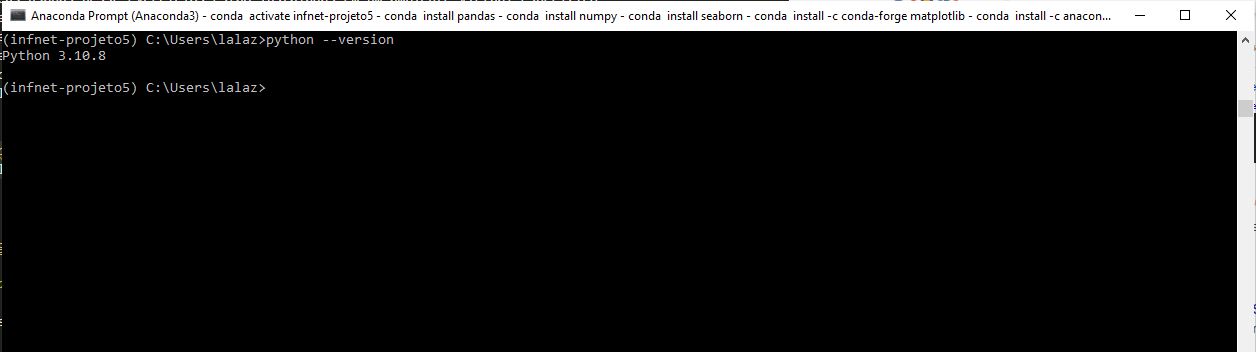 Anaconda Prompt (Anaconda3) - conda  activate infnet-projeto5 - conda  install pandas - conda  install numpy - conda  install seaborn - conda  install -c conda-forge matplotlib - conda  install -c anacon...
(infnet-projeto5) C:\Users\lalaz>python --version
Python 3.10.8
(infnet-projeto5) C:\Users\lalaz>